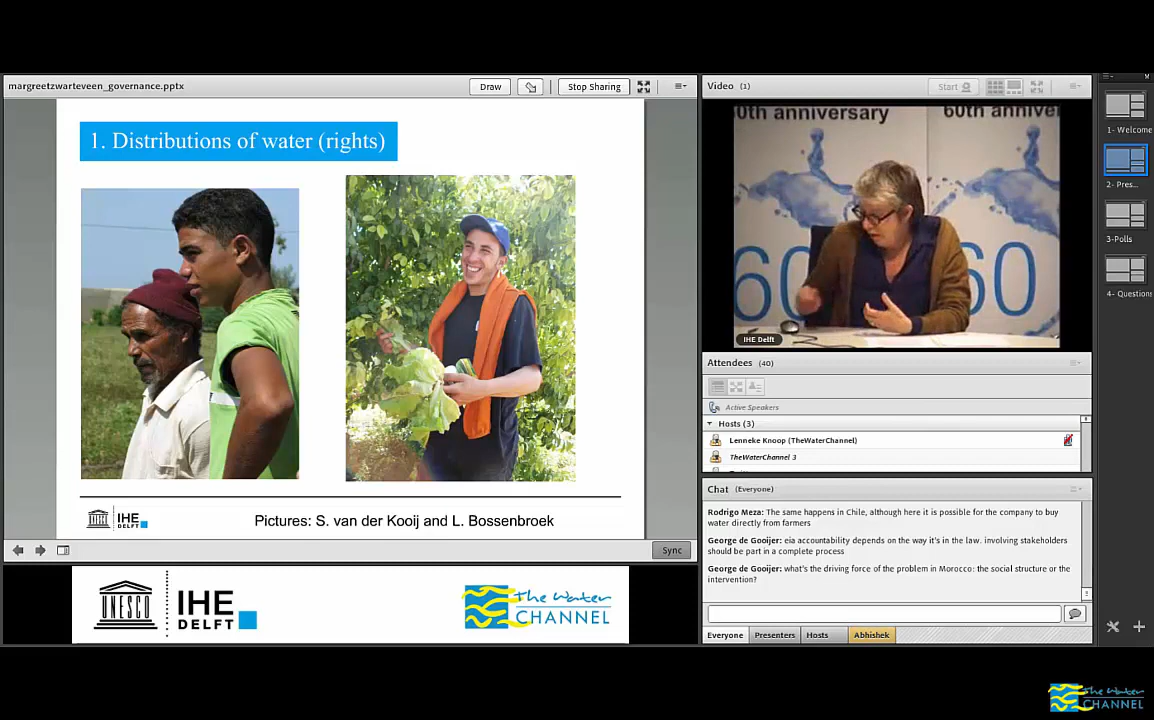 margreetzwarteveen_governance.pptx
Draw
Stop Sharing
1. Distributions of water (rights)
IHE
DELFT
Pictures: S. van der Kooij and L. Bossenbroek
Sync
UNESCO
IHE
DELFT
The Water
CHANNEL
Video (1)
Start
0th anniversary
60th annive
60
60
IHE Delft
Attendees (40)
Active Speakers
Hosts (3)
Lenneke Knoop (TheWaterChannel)
TheWaterChannel 3
Chat (Everyone)
Rodrigo Meza: The same happens in Chile, although here it is possible for the company to buy
water directly from farmers
George de Gooijer: eia accountability depends on the way it's in the law. involving stakeholders
should be part in a complete process
George de Gooijer: what's the driving force of the problem in Morocco: the social structure or the
intervention?
Everyone
Presenters
Hosts
Abhishek
1- Welcome
2- Pres...
3-Polls
4- Questions
The Water
CHANNEL